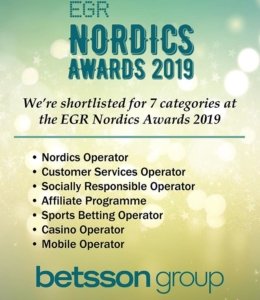 EGR
NORDICS
AWARDS 2019
We're shortlisted for 7 categories at
the EGR Nordics Awards 2019
• Nordics Operator
• Customer Services Operator
• Socially Responsible Operator
• Affiliate Programme
• Sports Betting Operator
• Casino Operator
• Mobile Operator
betsson group